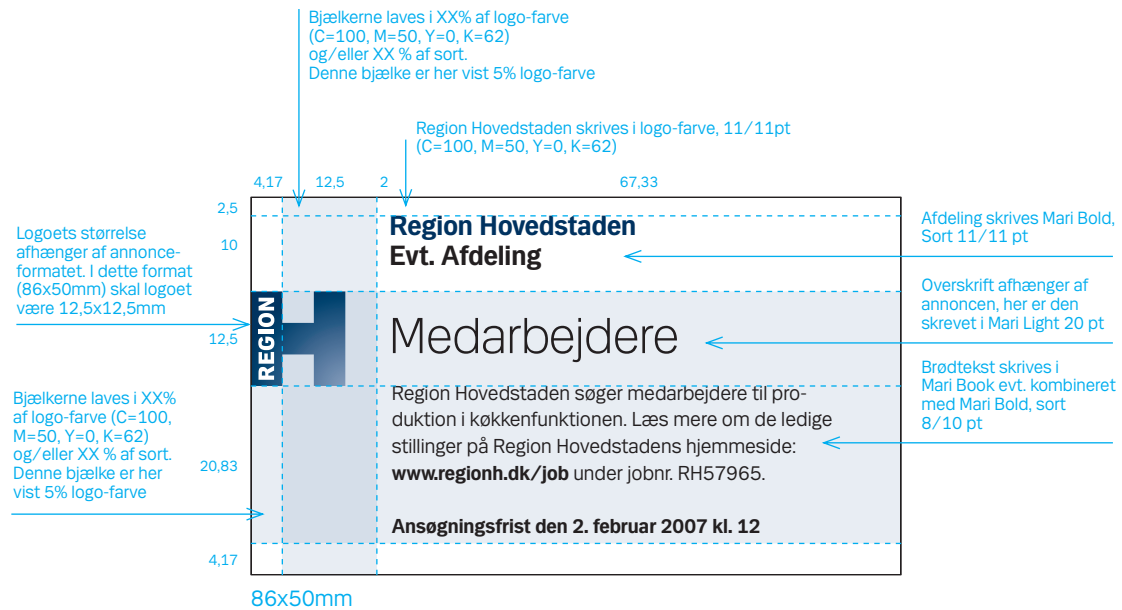 Bjælkerne laves i XX% af logo-farve
(C=100, M=50, Y=0, K=62)
og/eller XX % af sort.
Denne bjælke er her vist 5% logo-farve
Region Hovedstaden skrives i logo-farve, 11/11pt
(C=100, M=50, Y=0, K=62)
4,17
12,5
2
67,33
2,5
10
12,5
20,83
4,17
Logoets størrelse
afhænger af annonce-
formatet. I dette format
(86x50mm) skal logoet
være 12,5x12,5mm
Bjælkerne laves i XX%
af logo-farve (C=100,
M=50, Y=0, K=62)
og/eller XX % af sort.
Denne bjælke er her
vist 5% logo-farve
REGION
Region Hovedstaden
Evt. Afdeling
Medarbejdere
Region Hovedstaden søger medarbejdere til pro-
duktion i køkkenfunktionen. Læs mere om de ledige
stillinger på Region Hovedstadens hjemmeside:
www.regionh.dk/job under jobnr. RH57965.
Ansøgningsfrist den 2. februar 2007 kl. 12
Afdeling skrives Mari Bold,
Sort 11/11 pt
Overskrift afhænger af
annoncen, her er den
skrevet i Mari Light 20 pt
Brødtekst skrives i
Mari Book evt. kombineret
med Mari Bold, sort
8/10 pt
86x50mm